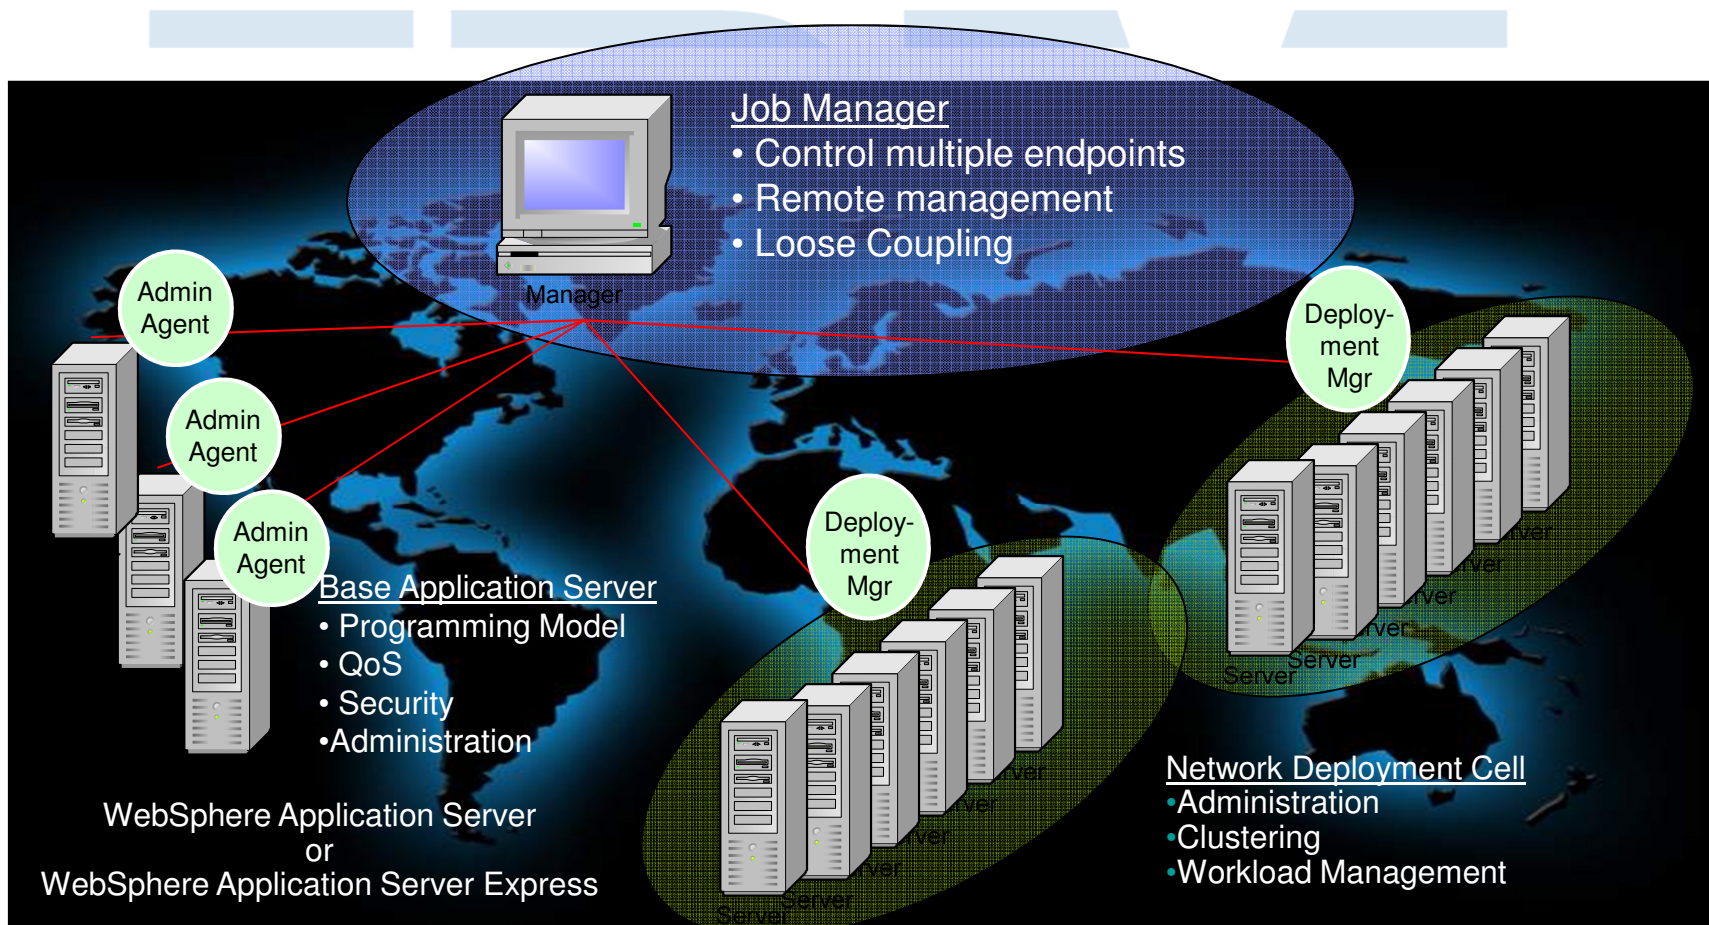 Job Manager
• Control multiple endpoints
• Remote management
• Loose Coupling
Manager
Admin
Agent
Admin
Agent
Admin
Agent
Deploy-
ment
Mgr
Deploy-
ment
Mgr
Base Application Server
• Programming Model
• QoS
• Security
•Administration
WebSphere Application Server
or
WebSphere Application Server Express
Server
Server
Server
Server
Network Deployment Cell
•Administration
•Clustering
•Workload Management